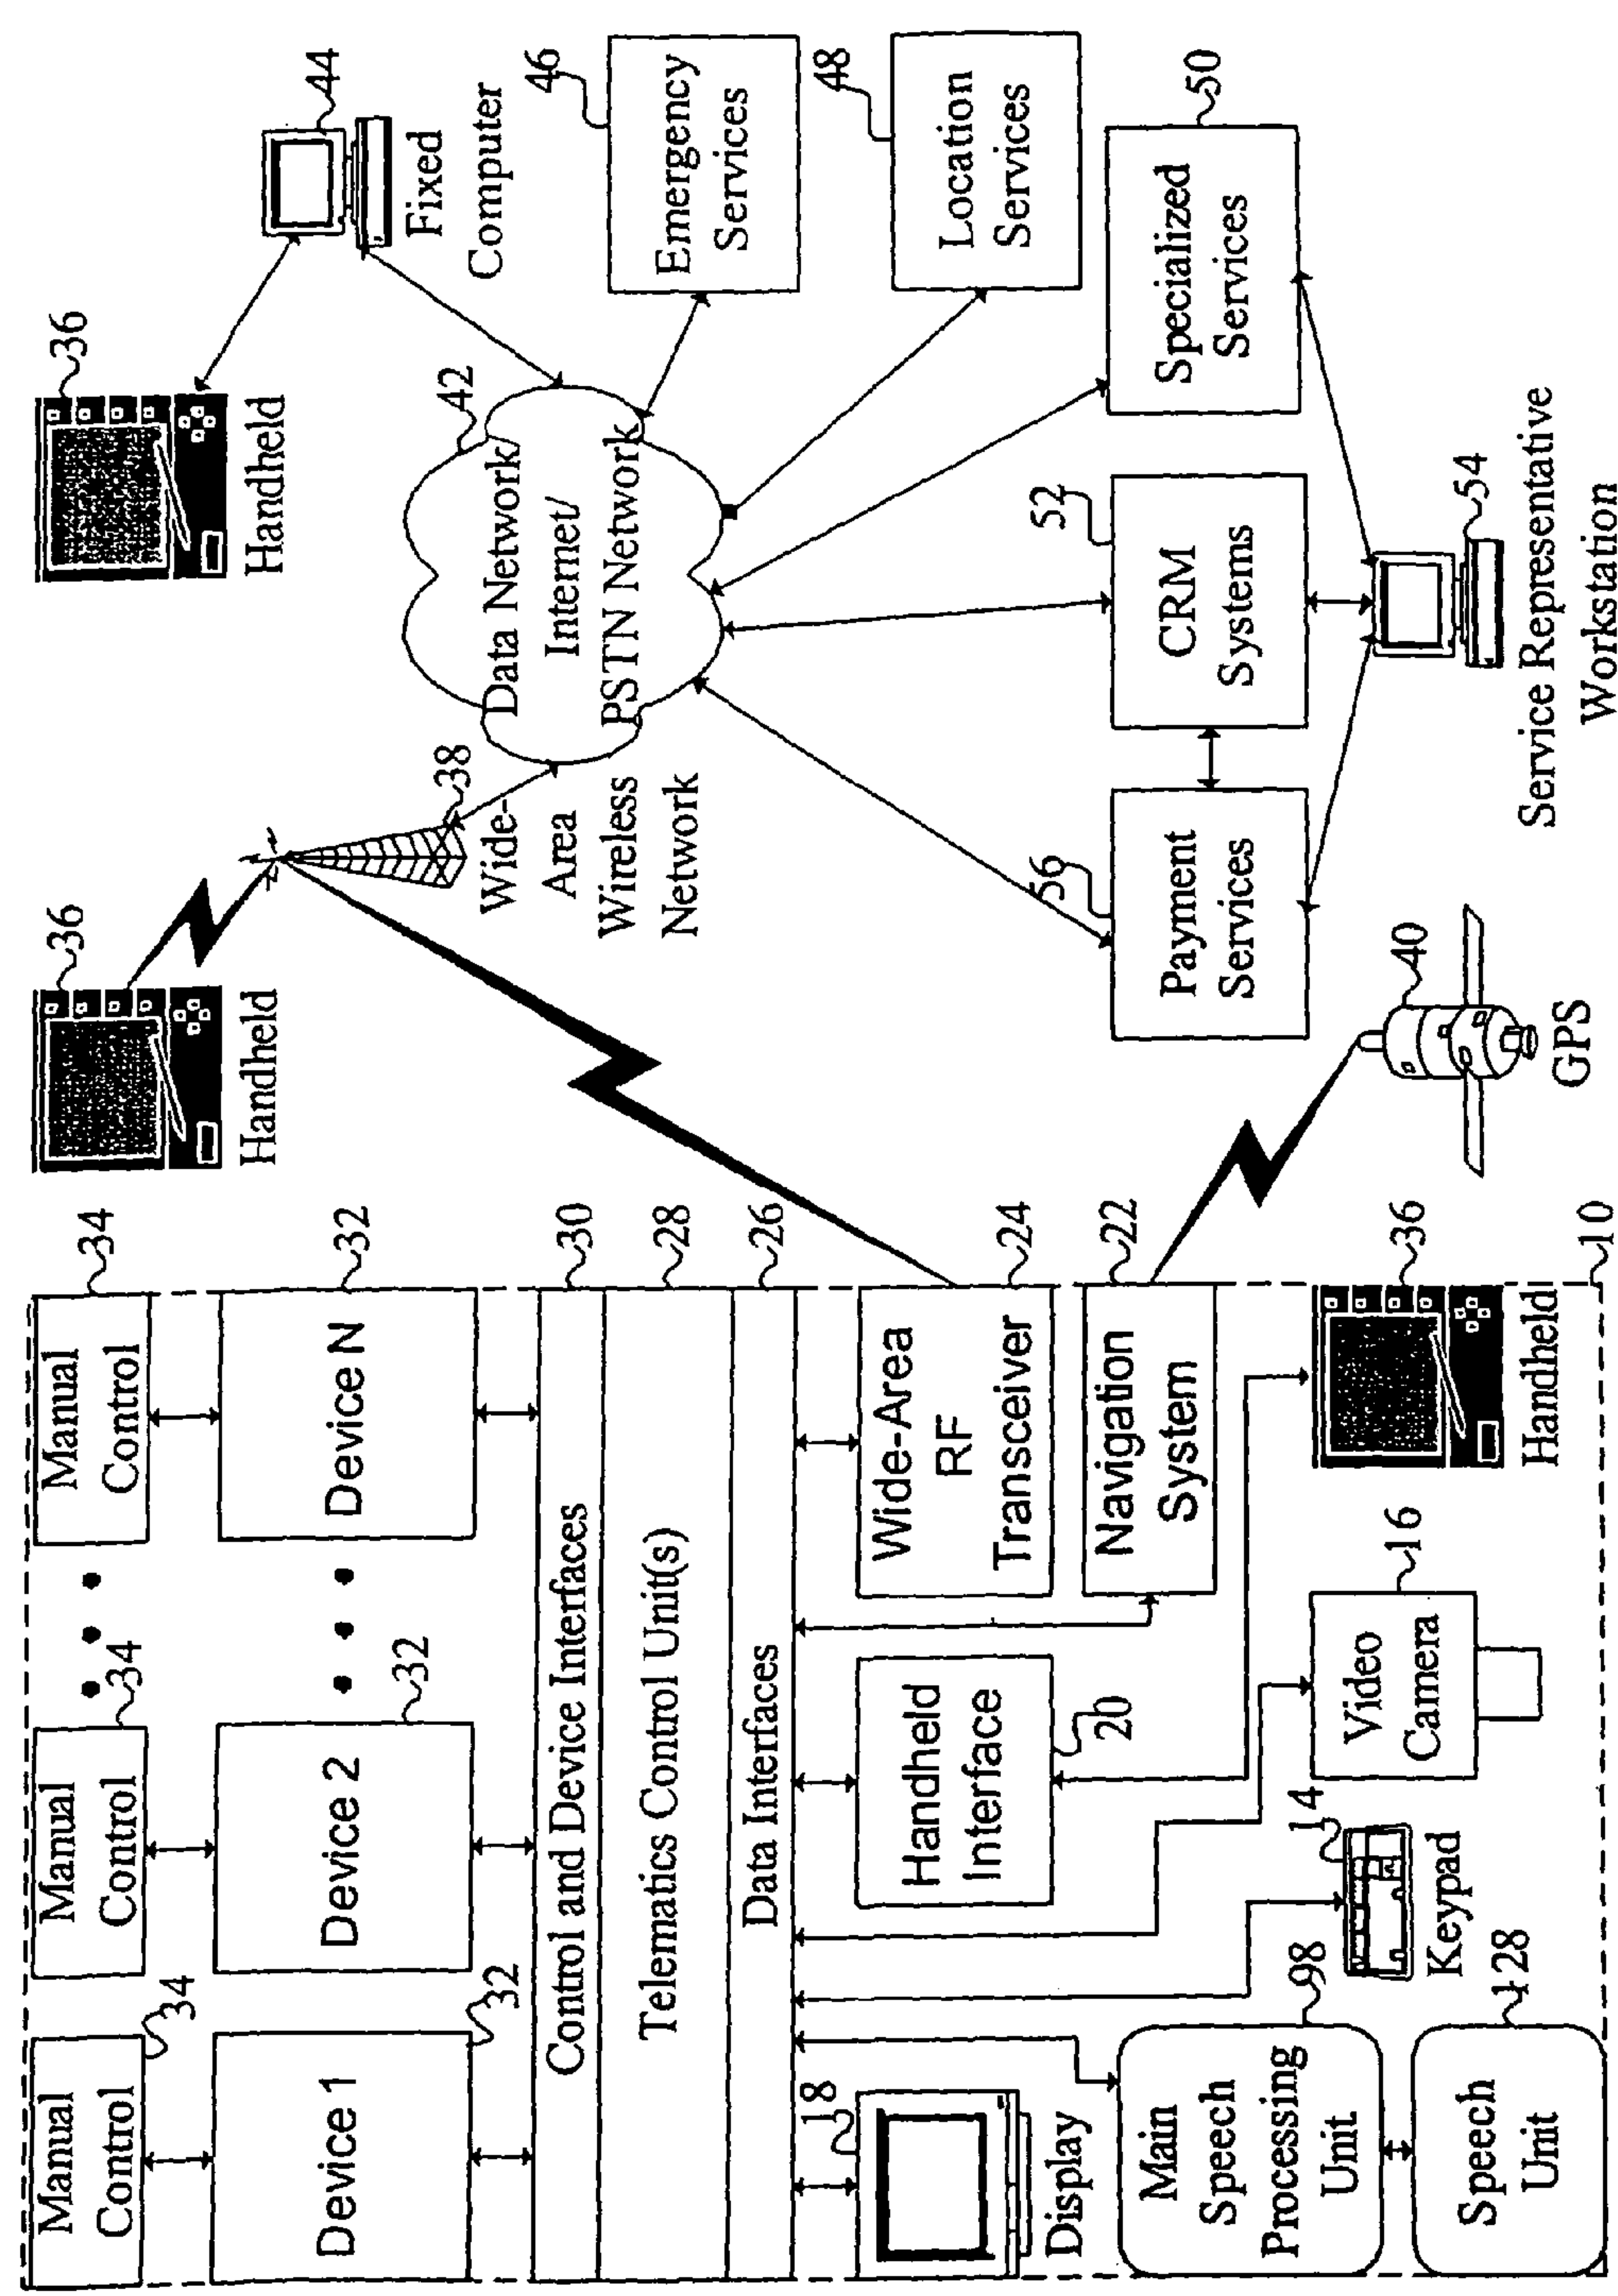 Manual
Control
34
Manual
Control
34
Manual
Control
34
Device 1
32
Device 2
32
Device N
32
Control and Device Interfaces
30
Telematics Control Unit(s)
28
Data Interfaces
26
18
Display
Handheld
Interface
20
Wide-Area
RF
Transceiver
24
Navigation
System
22
Main
Speech
Processing
Unit
98
Speech
Unit
128
14
Keypad
Video
Camera
16
36
Handheld
10
36
Handheld
36
Handheld
38
Wide-
Area
Wireless
Network
42
Data Network/
Internet/
PSTN Network
44
Fixed
Computer
46
Emergency
Services
48
Location
Services
50
Specialized
Services
52
CRM
Systems
56
Payment
Services
54
Service Representative
Workstation
40
GPS